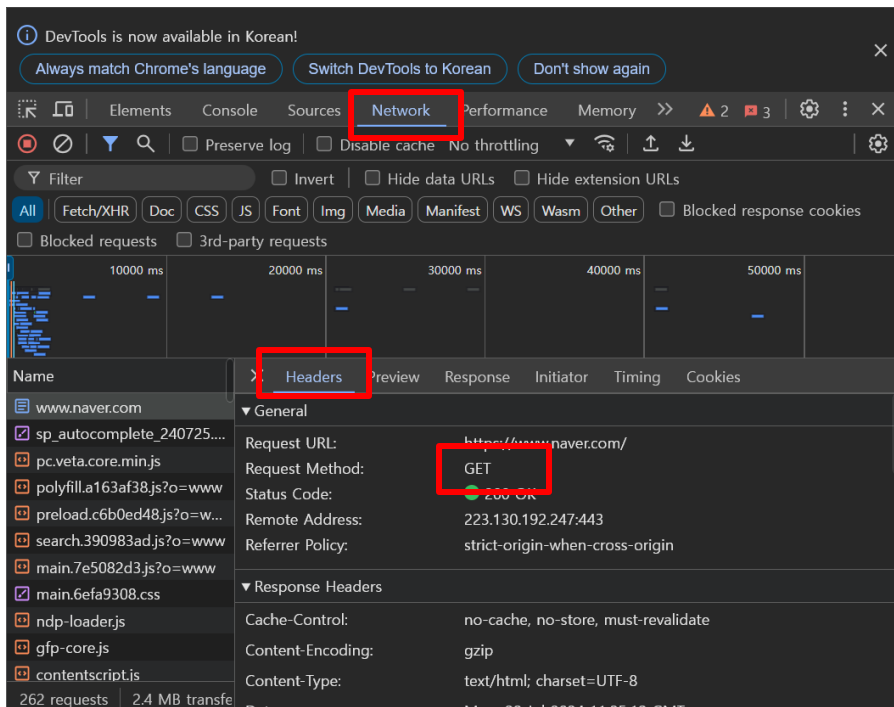 DevTools is now available in Korean!
Always match Chrome's language Switch DevTools to Korean Don't show again
Elements Console Sources Network Performance Memory 2 3
Preserve log Disable cache No throttling
Filter Invert Hide data URLs Hide extension URLs
All Fetch/XHR Doc CSS JS Font Img Media Manifest WS Wasm Other Blocked response cookies
Blocked requests 3rd-party requests
10000 ms 20000 ms 30000 ms 40000 ms 50000 ms
Name
www.naver.com
sp_autocomplete_240725....
pc.veta.core.min.js
polyfill.a163af38.js?o=www
preload.c6b0ed48.js?o=w...
search.390983ad.js?o=www
main.7e5082d3.js?o=www
main.6efa9308.css
ndp-loader.js
gfp-core.js
contentscript.js
262 requests 2.4 MB transfe
Headers Preview Response Initiator Timing Cookies
General
Request URL: https://www.naver.com/
Request Method: GET
Status Code: 200 OK
Remote Address: 223.130.192.247:443
Referrer Policy: strict-origin-when-cross-origin
Response Headers
Cache-Control: no-cache, no-store, must-revalidate
Content-Encoding: gzip
Content-Type: text/html; charset=UTF-8